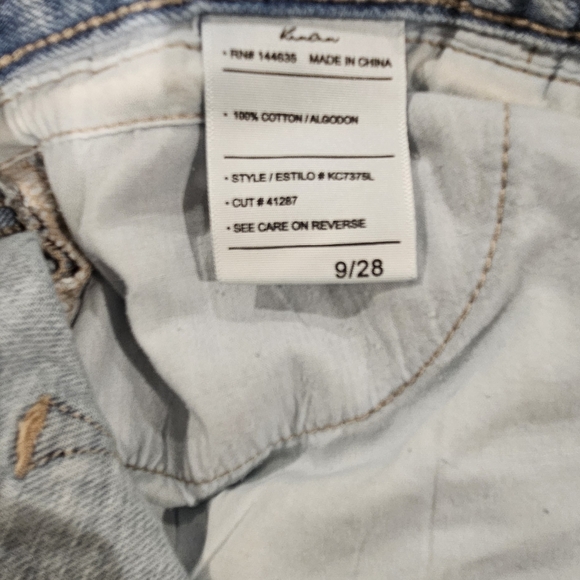 KanCan
• RN# 144635 MADE IN CHINA
• 100% COTTON / ALGODON
• STYLE / ESTILO # KC7375L
• CUT # 41287
• SEE CARE ON REVERSE
9/28